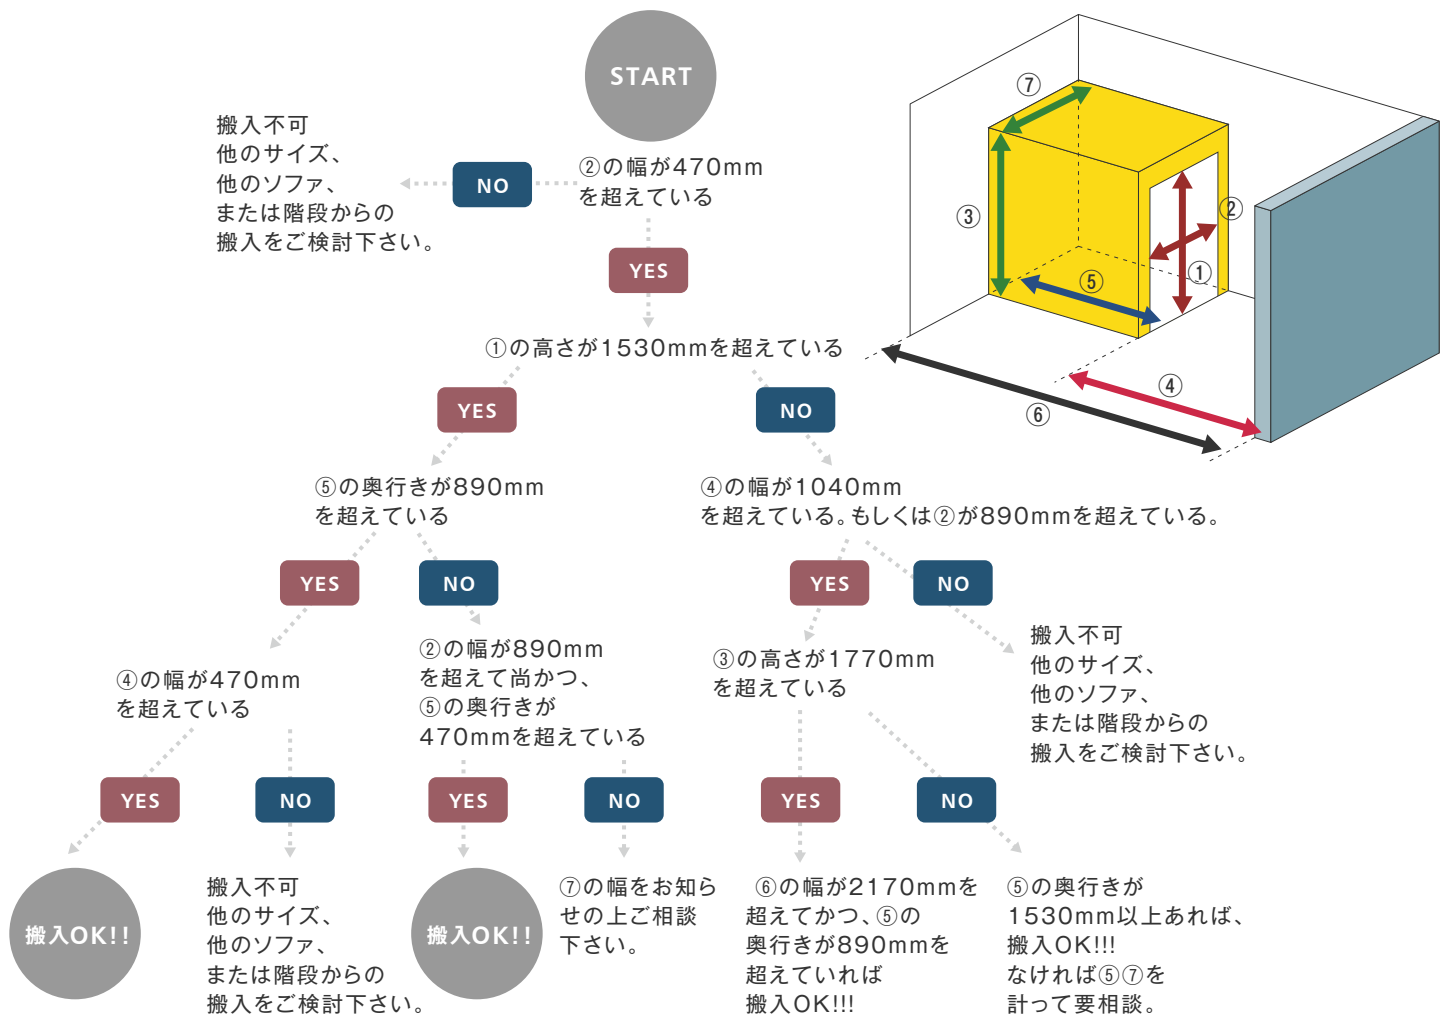 START
②の幅が470mm
を超えている
NO
搬入不可
他のサイズ、
他のソファ、
または階段からの
搬入をご検討下さい。
YES
①の高さが1530mmを超えている
YES
NO
⑤の奥行きが890mm
を超えている
④の幅が1040mm
を超えている。もしくは②が890mmを超えている。
YES
NO
YES
NO
④の幅が470mm
を超えている
②の幅が890mm
を超えて尚かつ、
⑤の奥行きが
470mmを超えている
③の高さが1770mm
を超えている
搬入不可
他のサイズ、
他のソファ、
または階段からの
搬入をご検討下さい。
YES
NO
YES
NO
YES
NO
搬入OK!!
搬入不可
他のサイズ、
他のソファ、
または階段からの
搬入をご検討下さい。
搬入OK!!
⑦の幅をお知ら
せの上ご相談
下さい。
⑥の幅が2170mmを
超えてかつ、⑤の
奥行きが890mmを
超えていれば
搬入OK!!!
⑤の奥行きが
1530mm以上あれば、
搬入OK!!!
なければ⑤⑦を
計って要相談。
⑦
③
②
①
⑤
④
⑥